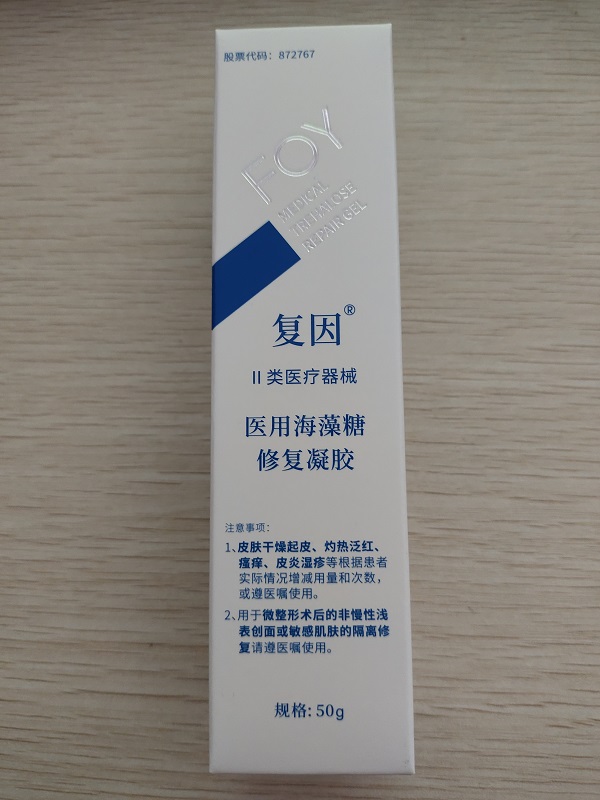 股票代码：872767
FOY
MEDICAL
TREHALOSE
REPAIR GEL
复因®
II类医疗器械
医用海藻糖
修复凝胶
注意事项：
1、皮肤干燥起皮、灼热泛红、
瘙痒、皮炎湿疹等根据患者
实际情况增减用量和次数，
或遵医嘱使用。
2、用于微整形术后的非慢性浅
表创面或敏感肌肤的隔离修
复请遵医嘱使用。
规格: 50g